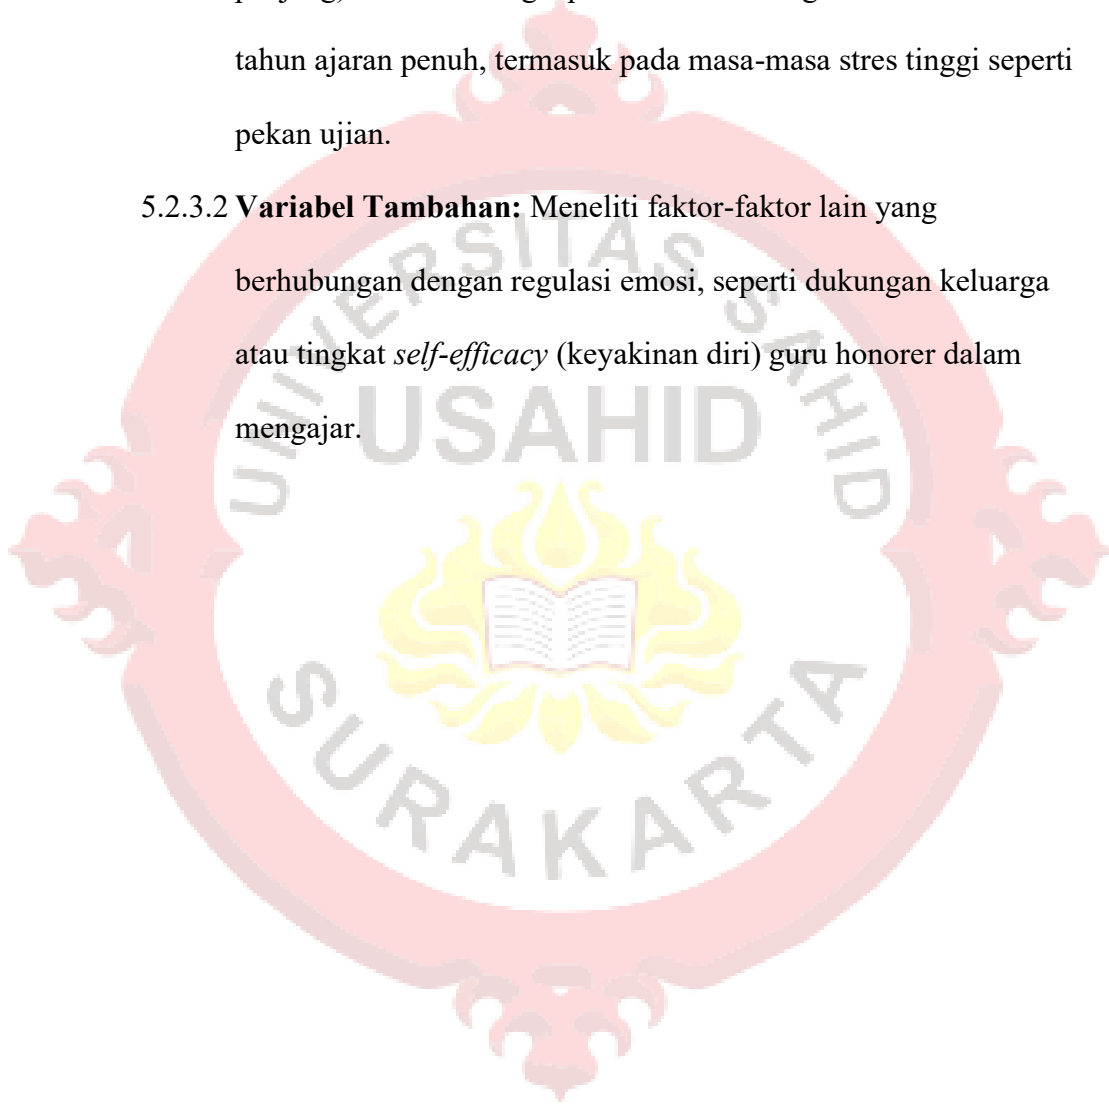 tahun ajaran penuh, termasuk pada masa-masa stres tinggi seperti
pekan ujian.
5.2.3.2 Variabel Tambahan: Meneliti faktor-faktor lain yang
berhubungan dengan regulasi emosi, seperti dukungan keluarga
atau tingkat self-efficacy (keyakinan diri) guru honorer dalam
mengajar.
UNIVERSITAS SAHID
USAHID
SURAKARTA